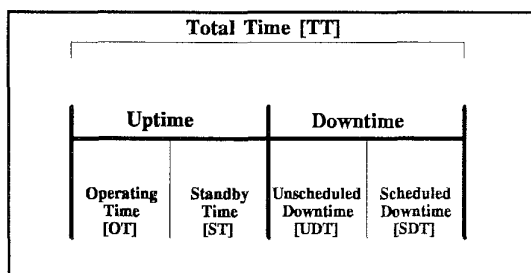 Total Time [TT]
Uptime
Downtime
Operating
Time
[OT]
Standby
Time
[ST]
Unscheduled
Downtime
[UDT]
Scheduled
Downtime
[SDT]